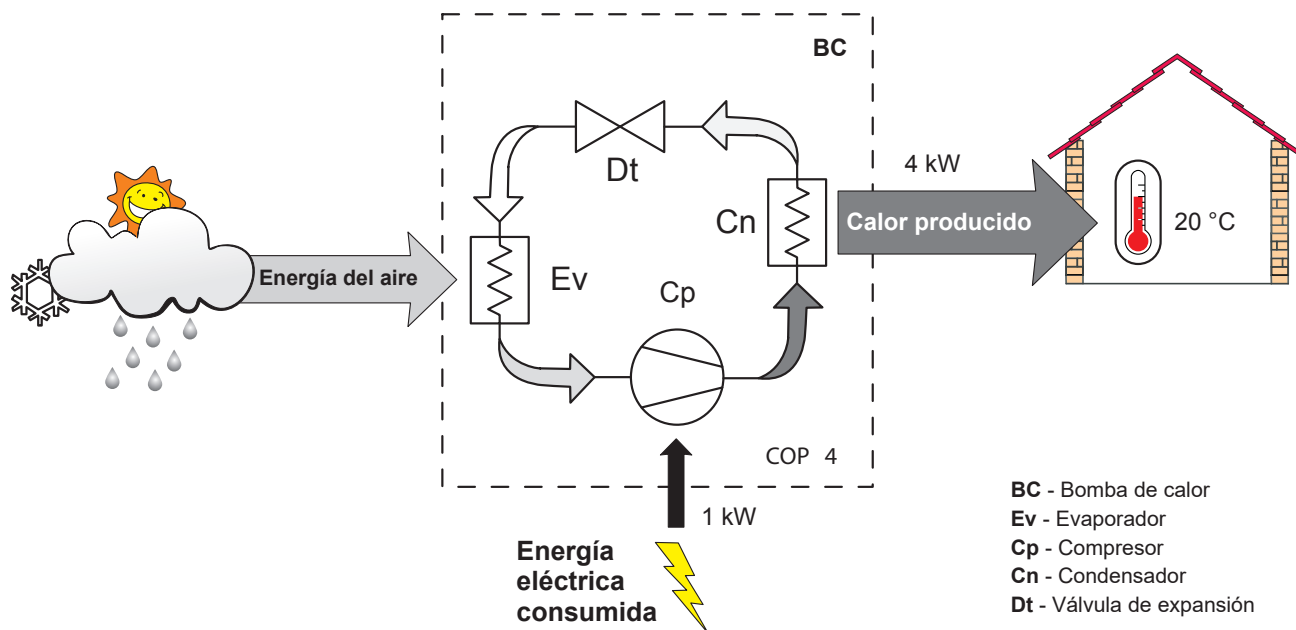 BC
Dt
4 kW
Cn
Calor producido
20 °C
Energía del aire
Ev
Cp
COP 4
1 kW
Energía
eléctrica
consumida
BC - Bomba de calor
Ev - Evaporador
Cp - Compresor
Cn - Condensador
Dt - Válvula de expansión